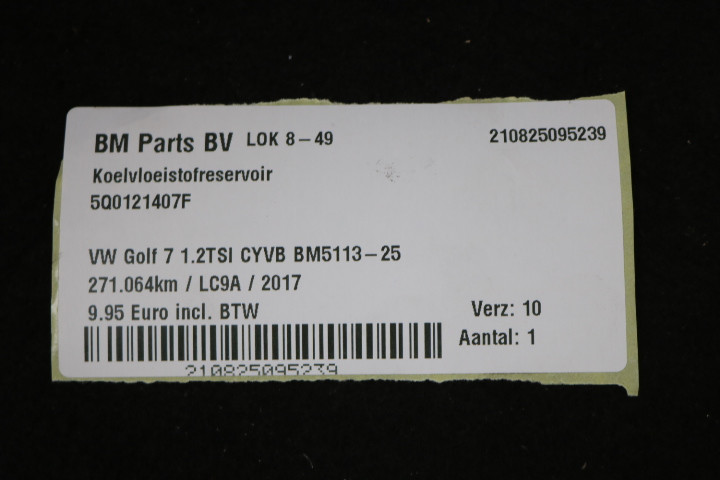 BM Parts BV LOK 8-49 210825095239
Koelvloeistofreservoir
5Q0121407F
VW Golf 7 1.2TSI CYVB BM5113-25
271.064km / LC9A / 2017
9.95 Euro incl. BTW Verz: 10
Aantal: 1
210825095239